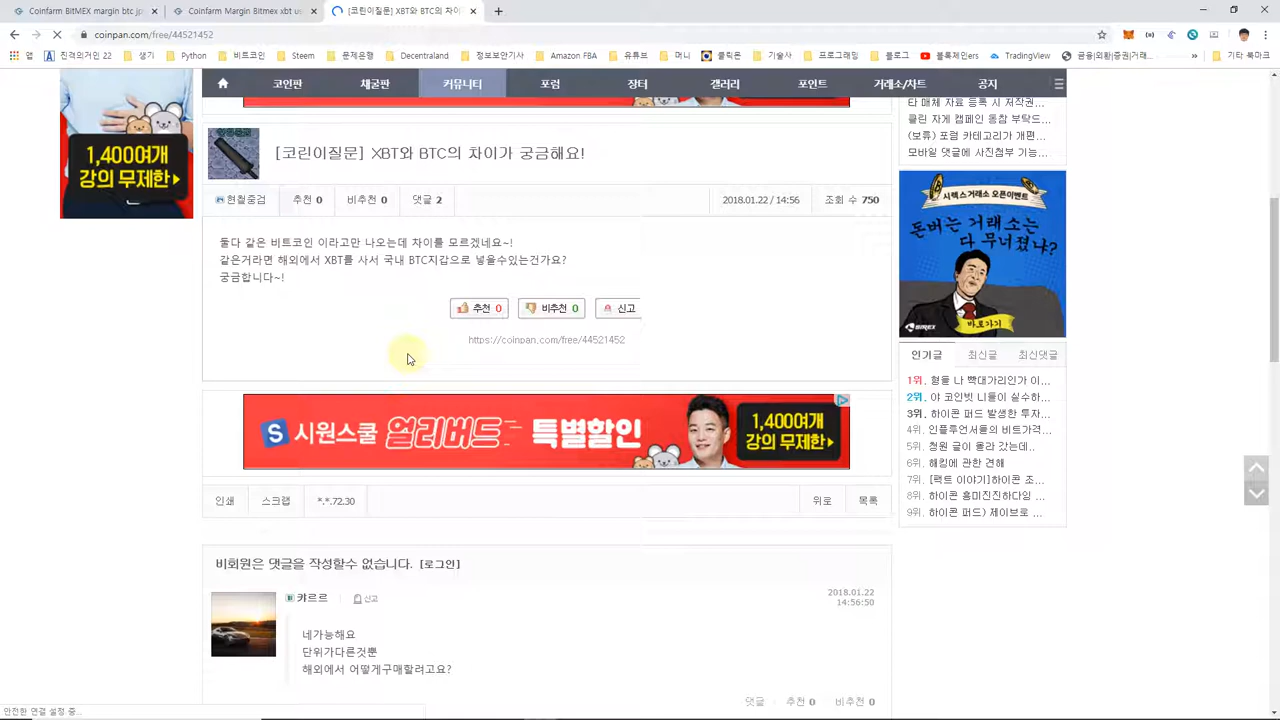 Coinfarm BITMEX margin btc jp
Coinfarm Margin Bitmex xbt us
[코린이질문] XBT와 BTC의 차이
coinpan.com/free/44521452
앱
진격의거인 22
생기
Python
비트코인
Steem
문제은행
Decentraland
정보보안기사
Amazon FBA
유튜브
머니
클릭몬
기술사
프로그래밍
블로그
블록체인어스
TradingView
금융|외환|증권|거래...
기타 북마크
코인판
채굴판
커뮤니티
포럼
장터
갤러리
포인트
거래소/차트
공지
1,400여개
강의 무제한
[코린이질문] XBT와 BTC의 차이가 궁금해요!
현철중검
추천 0
비추천 0
댓글 2
2018.01.22 / 14:56
조회 수 750
둘다 같은 비트코인 이라고만 나오는데 차이를 모르겠네요~!
같은거라면 해외에서 XBT를 사서 국내 BTC지갑으로 넣을수있는건가요?
궁금합니다~!
추천 0
비추천 0
신고
https://coinpan.com/free/44521452
S 시원스쿨 얼리버드 특별할인
1,400여개
강의 무제한
인쇄
스크랩
*.*.72.30
위로
목록
비회원은 댓글을 작성할수 없습니다. [로그인]
캬르르
신고
2018.01.22
14:56:50
네가능해요
단위가다른것뿐
해외에서 어떻게구매할려고요?
댓글
추천 0
비추천 0
타 매체 자료 등록 시 저작권...
클린 자게 캠페인 동참 부탁드...
(보류) 포럼 카테고리가 개편...
모바일 댓글에 사진첨부 기능...
시렉스거래소 오픈이벤트
돈버는 거래소는
다 무너졌냐?
바로가기
인기글
최신글
최신댓글
1위. 형들 나 빡대가리인가 이...
2위. 야 코인빗 니들이 실수하...
3위. 하이콘 퍼드 발생한 투자...
4위. 인플루언서들의 비트가격...
5위. 청원 글이 올라 갔는데..
6위. 해킹에 관한 견해
7위. [팩트 이야기]하이콘 조...
8위. 하이콘 흥미진진하다잉 ...
9위. 하이콘 퍼드) 제이브로 ...
안전한 연결 설정 중..